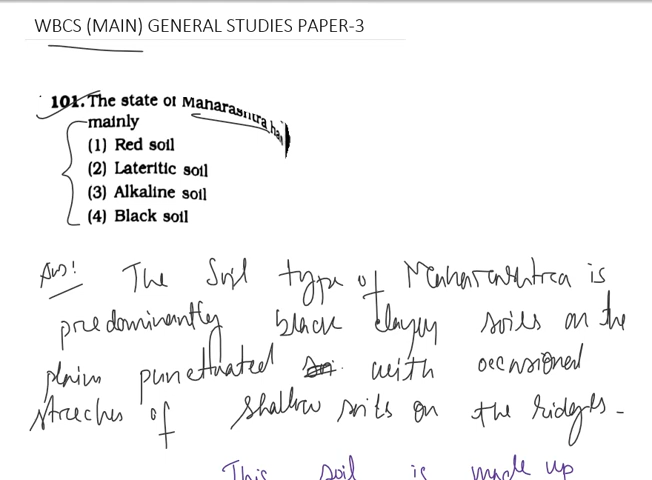 WBCS (MAIN) GENERAL STUDIES PAPER-3
101. The state of Maharashtra has
mainly
(1) Red soil
(2) Lateritic soil
(3) Alkaline soil
(4) Black soil
Ans: The Soil type of Maharashtra is
predominantly black clayey soils on the
plains punctuated with occasional
streches of shallow soils on the ridges.
This soil is made up